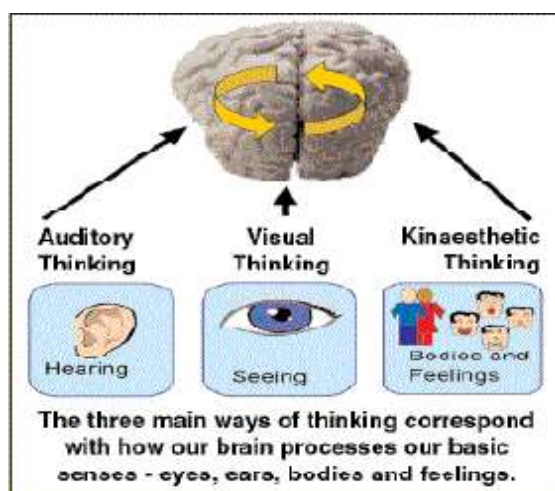 Auditory
Thinking
Visual
Thinking
Kinaesthetic
Thinking
Hearing
Seeing
Bodies and
Feelings
The three main ways of thinking correspond
with how our brain processes our basic
senses - eyes, ears, bodies and feelings.